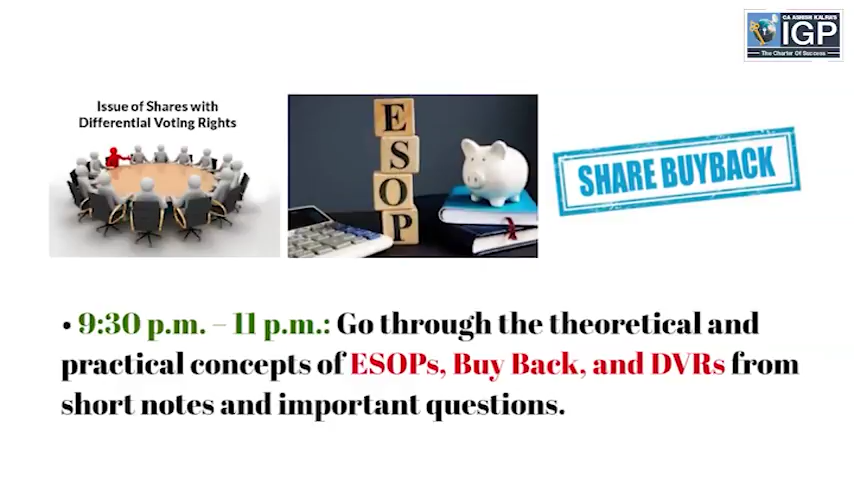 CA ASHISH KALRA'S
IGP
The Charter Of Success
Issue of Shares with
Differential Voting Rights
E
S
O
P
SHARE BUYBACK
• 9:30 p.m. – 11 p.m.: Go through the theoretical and
practical concepts of ESOPs, Buy Back, and DVRs from
short notes and important questions.